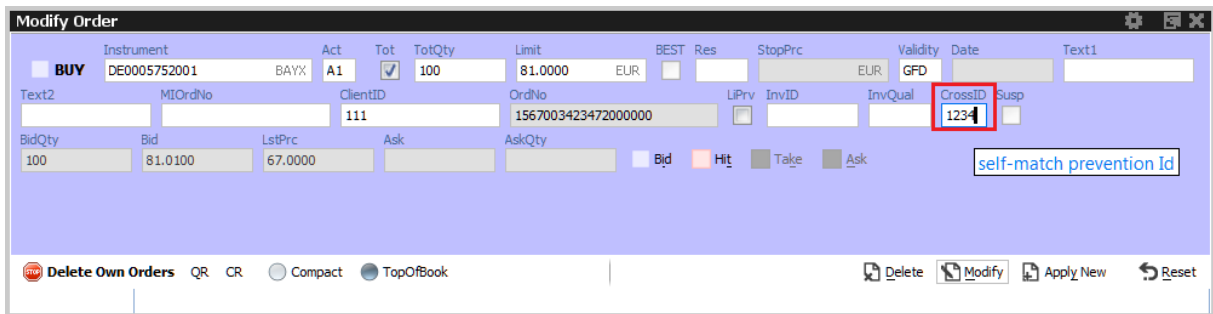 Modify Order
Instrument Act Tot TotQty Limit BEST Res StopPrc Validity Date Text1
BUY DE0005752001 BAYX A1 100 81.0000 EUR EUR GFD
Text2 MIOrdNo ClientID OrdNo LiPrv InvID InvQual CrossID Susp
111 1567003423472000000 1234
BidQty Bid LstPrc Ask AskQty
100 81.0100 67.0000 Bid Hit Take Ask
self-match prevention Id
STOP Delete Own Orders QR CR Compact TopOfBook Delete Modify Apply New Reset